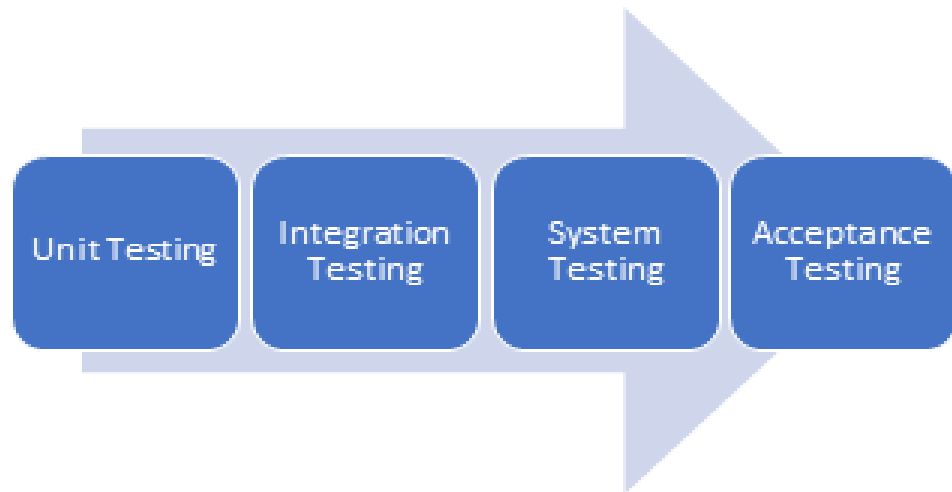 Unit Testing
Integration
Testing
System
Testing
Acceptance
Testing